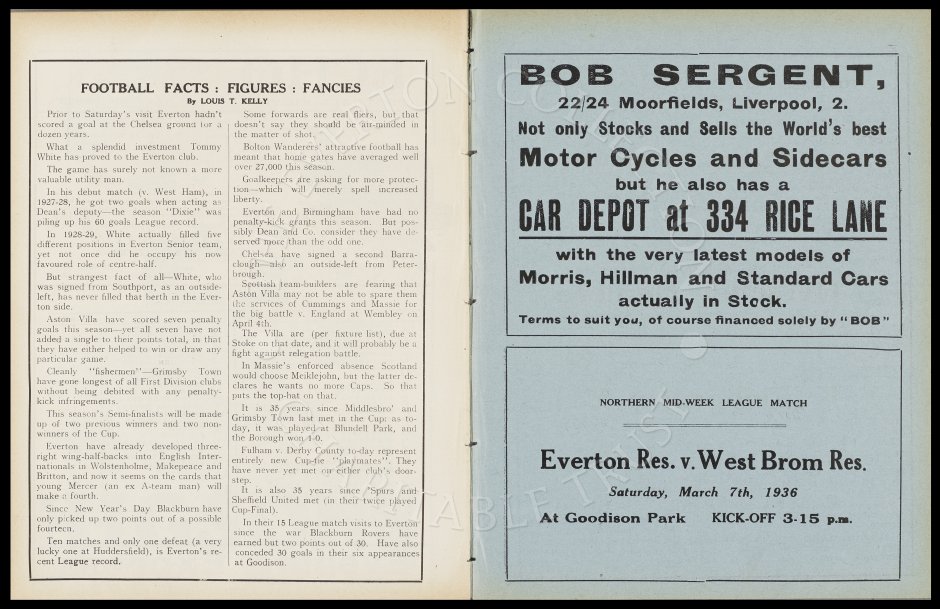 FOOTBALL FACTS : FIGURES : FANCIES
By LOUIS T. KELLY
Prior to Saturday's visit Everton hadn't
scored a goal at the Chelsea ground for a
dozen years.
What a splendid investment Tommy
White has proved to the Everton club.
The game has surely not known a more
valuable utility man.
In his debut match (v. West Ham), in
1927-28, he got two goals when acting as
Dean's deputy—the season "Dixie" was
piling up his 60 goals League record.
In 1928-29, White actually filled five
different positions in Everton Senior team,
yet not once did he occupy his now
favoured role of centre-half.
But strangest fact of all—White, who
was signed from Southport, as an outside-
left, has never filled that berth in the Ever-
ton side.
Aston Villa have scored seven penalty
goals this season—yet all seven have not
added a single to their points total, in that
they have either helped to win or draw any
particular game.
Cleanly "fishermen"—Grimsby Town
have gone longest of all First Division clubs
without being debited with any penalty-
kick infringements.
This season's Semi-finalists will be made
up of two previous winners and two non-
winners of the Cup.
Everton have already developed three-
right wing-half-backs into English Inter-
nationals in Wolstenholme, Makepeace and
Britton, and now it seems on the cards that
young Mercer (an ex A-team man) will
make a fourth.
Since New Year's Day Blackburn have
only picked up two points out of a possible
fourteen.
Ten matches and only one defeat (a very
lucky one at Huddersfield), is Everton's re-
cent League record.
Some forwards are real fliers, but that
doesn't say they should be air-minded in
the matter of shot.
Bolton Wanderers' attractive football has
meant that home gates have averaged well
over 27,000 this season.
Goalkeepers are asking for more protec-
tion—which will merely spell increased
liberty.
Everton and Birmingham have had no
penalty-kick grants this season. But pos-
sibly Dean and Co. consider they have de-
served more than the odd one.
Chelsea have signed a second Barra-
clough—also an outside-left from Peter-
brough.
Scottish team-builders are fearing that
Aston Villa may not be able to spare them
the services of Cummings and Massie for
the big battle v. England at Wembley on
April 4th.
The Villa are (per fixture list), due at
Stoke on that date, and it will probably be a
fight against relegation battle.
In Massie's enforced absence Scotland
would choose Meiklejohn, but the latter de-
clares he wants no more Caps. So that
puts the top-bat on that.
It is 35 years since Middlesbro' and
Grimsby Town last met in the Cup: as to-
day, it was played at Blundell Park, and
the Borough won 4-0.
Fulham v. Derby County to-day represent
entirely new Cup-tie "playmates". They
have never yet met on either club's door-
step.
It is also 35 years since 'Spurs and
Sheffield United met (in their twice played
Cup-Final).
In their 15 League match visits to Everton
since the war Blackburn Rovers have
earned but two points out of 30. Have also
conceded 30 goals in their six appearances
at Goodison.
BOB SERGENT,
22/24 Moorfields, Liverpool, 2.
Not only Stocks and Sells the World's best
Motor Cycles and Sidecars
but he also has a
CAR DEPOT at 334 RICE LANE
with the very latest models of
Morris, Hillman and Standard Cars
actually in Stock.
Terms to suit you, of course financed solely by "BOB"
NORTHERN MID-WEEK LEAGUE MATCH
Everton Res. v. West Brom Res.
Saturday, March 7th, 1936
At Goodison Park KICK-OFF 3-15 p.m.